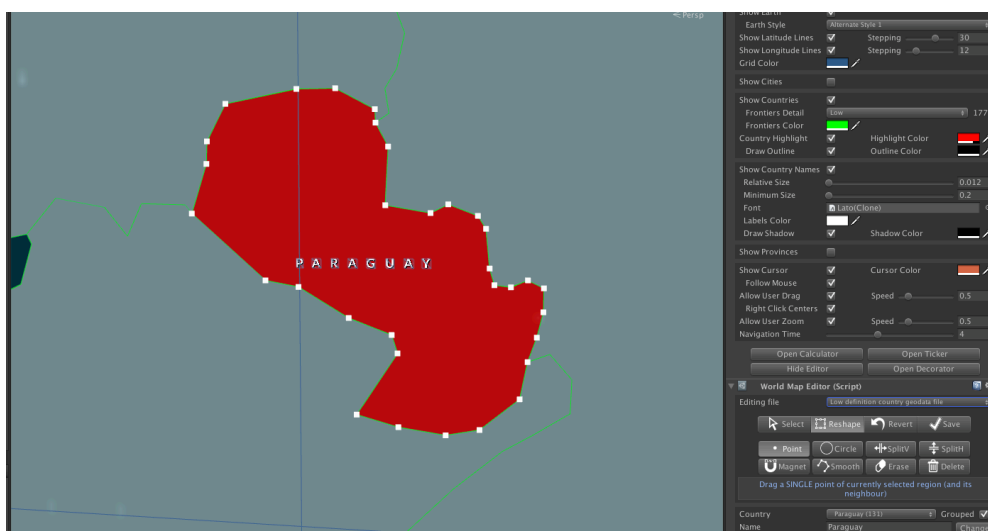 Persp
Show Earth
Earth Style Alternate Style 1
Show Latitude Lines Stepping 30
Show Longitude Lines Stepping 12
Grid Color
Show Cities
Show Countries
Frontiers Detail Low 177
Frontiers Color
Country Highlight Highlight Color
Draw Outline Outline Color
Show Country Names
Relative Size 0.012
Minimum Size 0.2
Font Lato(Clone)
Labels Color
Draw Shadow Shadow Color
PARAGUAY
Show Provinces
Show Cursor Cursor Color
Follow Mouse
Allow User Drag Speed 0.5
Right Click Centers
Allow User Zoom Speed 0.5
Navigation Time 4
Open Calculator Open Ticker
Hide Editor Open Decorator
World Map Editor (Script)
Editing file Low definition country geodata file
Select Reshape Revert Save
Point Circle SplitV SplitH
Magnet Smooth Erase Delete
Drag a SINGLE point of currently selected region (and its
neighbour)
Country Paraguay (131) Grouped
Name Paraguay Change